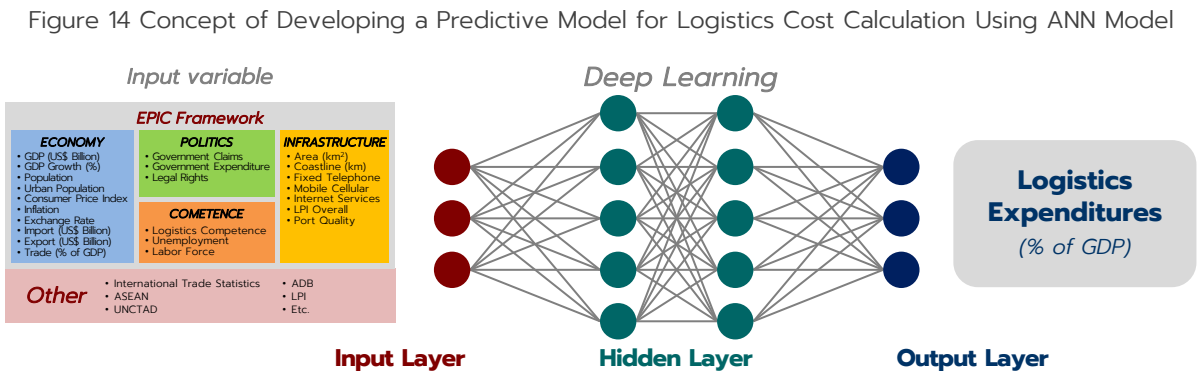 Figure 14 Concept of Developing a Predictive Model for Logistics Cost Calculation Using ANN Model
Input variable
EPIC Framework
ECONOMY
• GDP (US$ Billion)
• GDP Growth (%)
• Population
• Urban Population
• Consumer Price Index
• Inflation
• Exchange Rate
• Import (US$ Billion)
• Export (US$ Billion)
• Trade (% of GDP)
POLITICS
• Government Claims
• Government Expenditure
• Legal Rights
COMETENCE
• Logistics Competence
• Unemployment
• Labor Force
INFRASTRUCTURE
• Area (km²)
• Coastline (km)
• Fixed Telephone
• Mobile Cellular
• Internet Services
• LPI Overall
• Port Quality
Other
• International Trade Statistics
• ASEAN
• UNCTAD
• ADB
• LPI
• Etc.
Deep Learning
Input Layer
Hidden Layer
Output Layer
Logistics
Expenditures
(% of GDP)